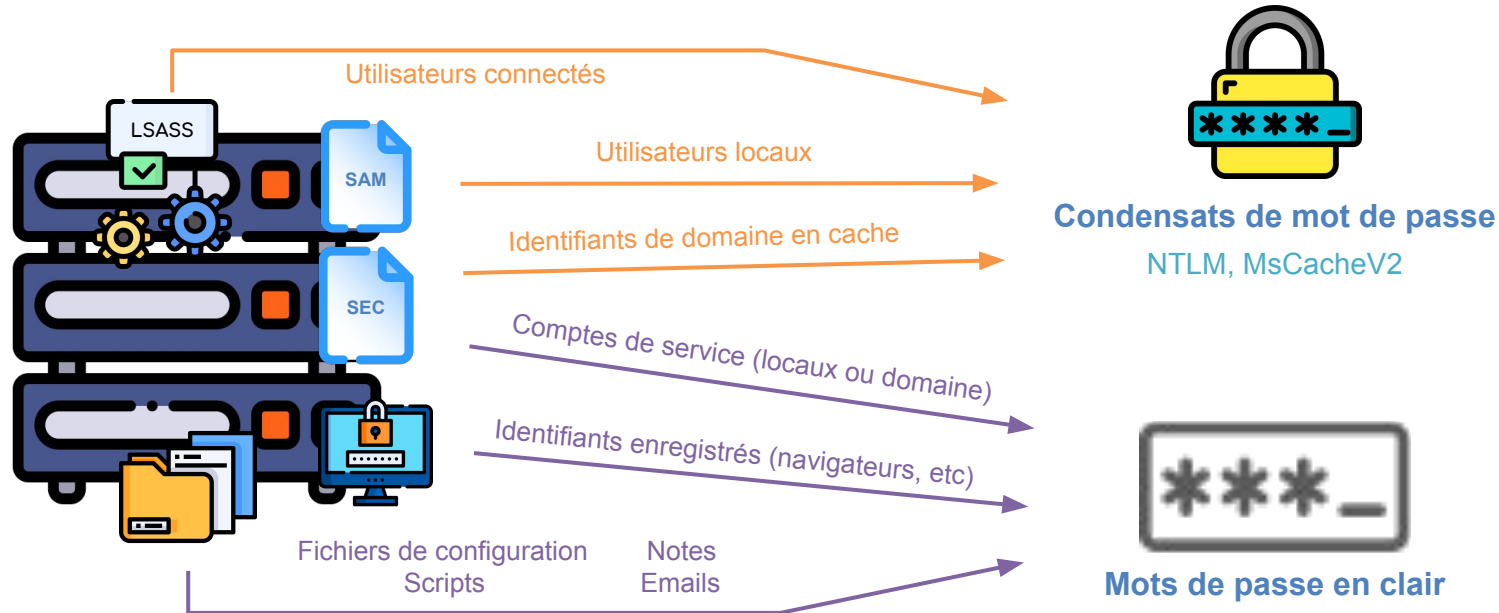 Utilisateurs connectés
LSASS
SAM
Utilisateurs locaux
Condensats de mot de passe
NTLM, MsCacheV2
Identifiants de domaine en cache
SEC
Comptes de service (locaux ou domaine)
Identifiants enregistrés (navigateurs, etc)
Fichiers de configuration
Scripts
Notes
Emails
****_
***_
Mots de passe en clair